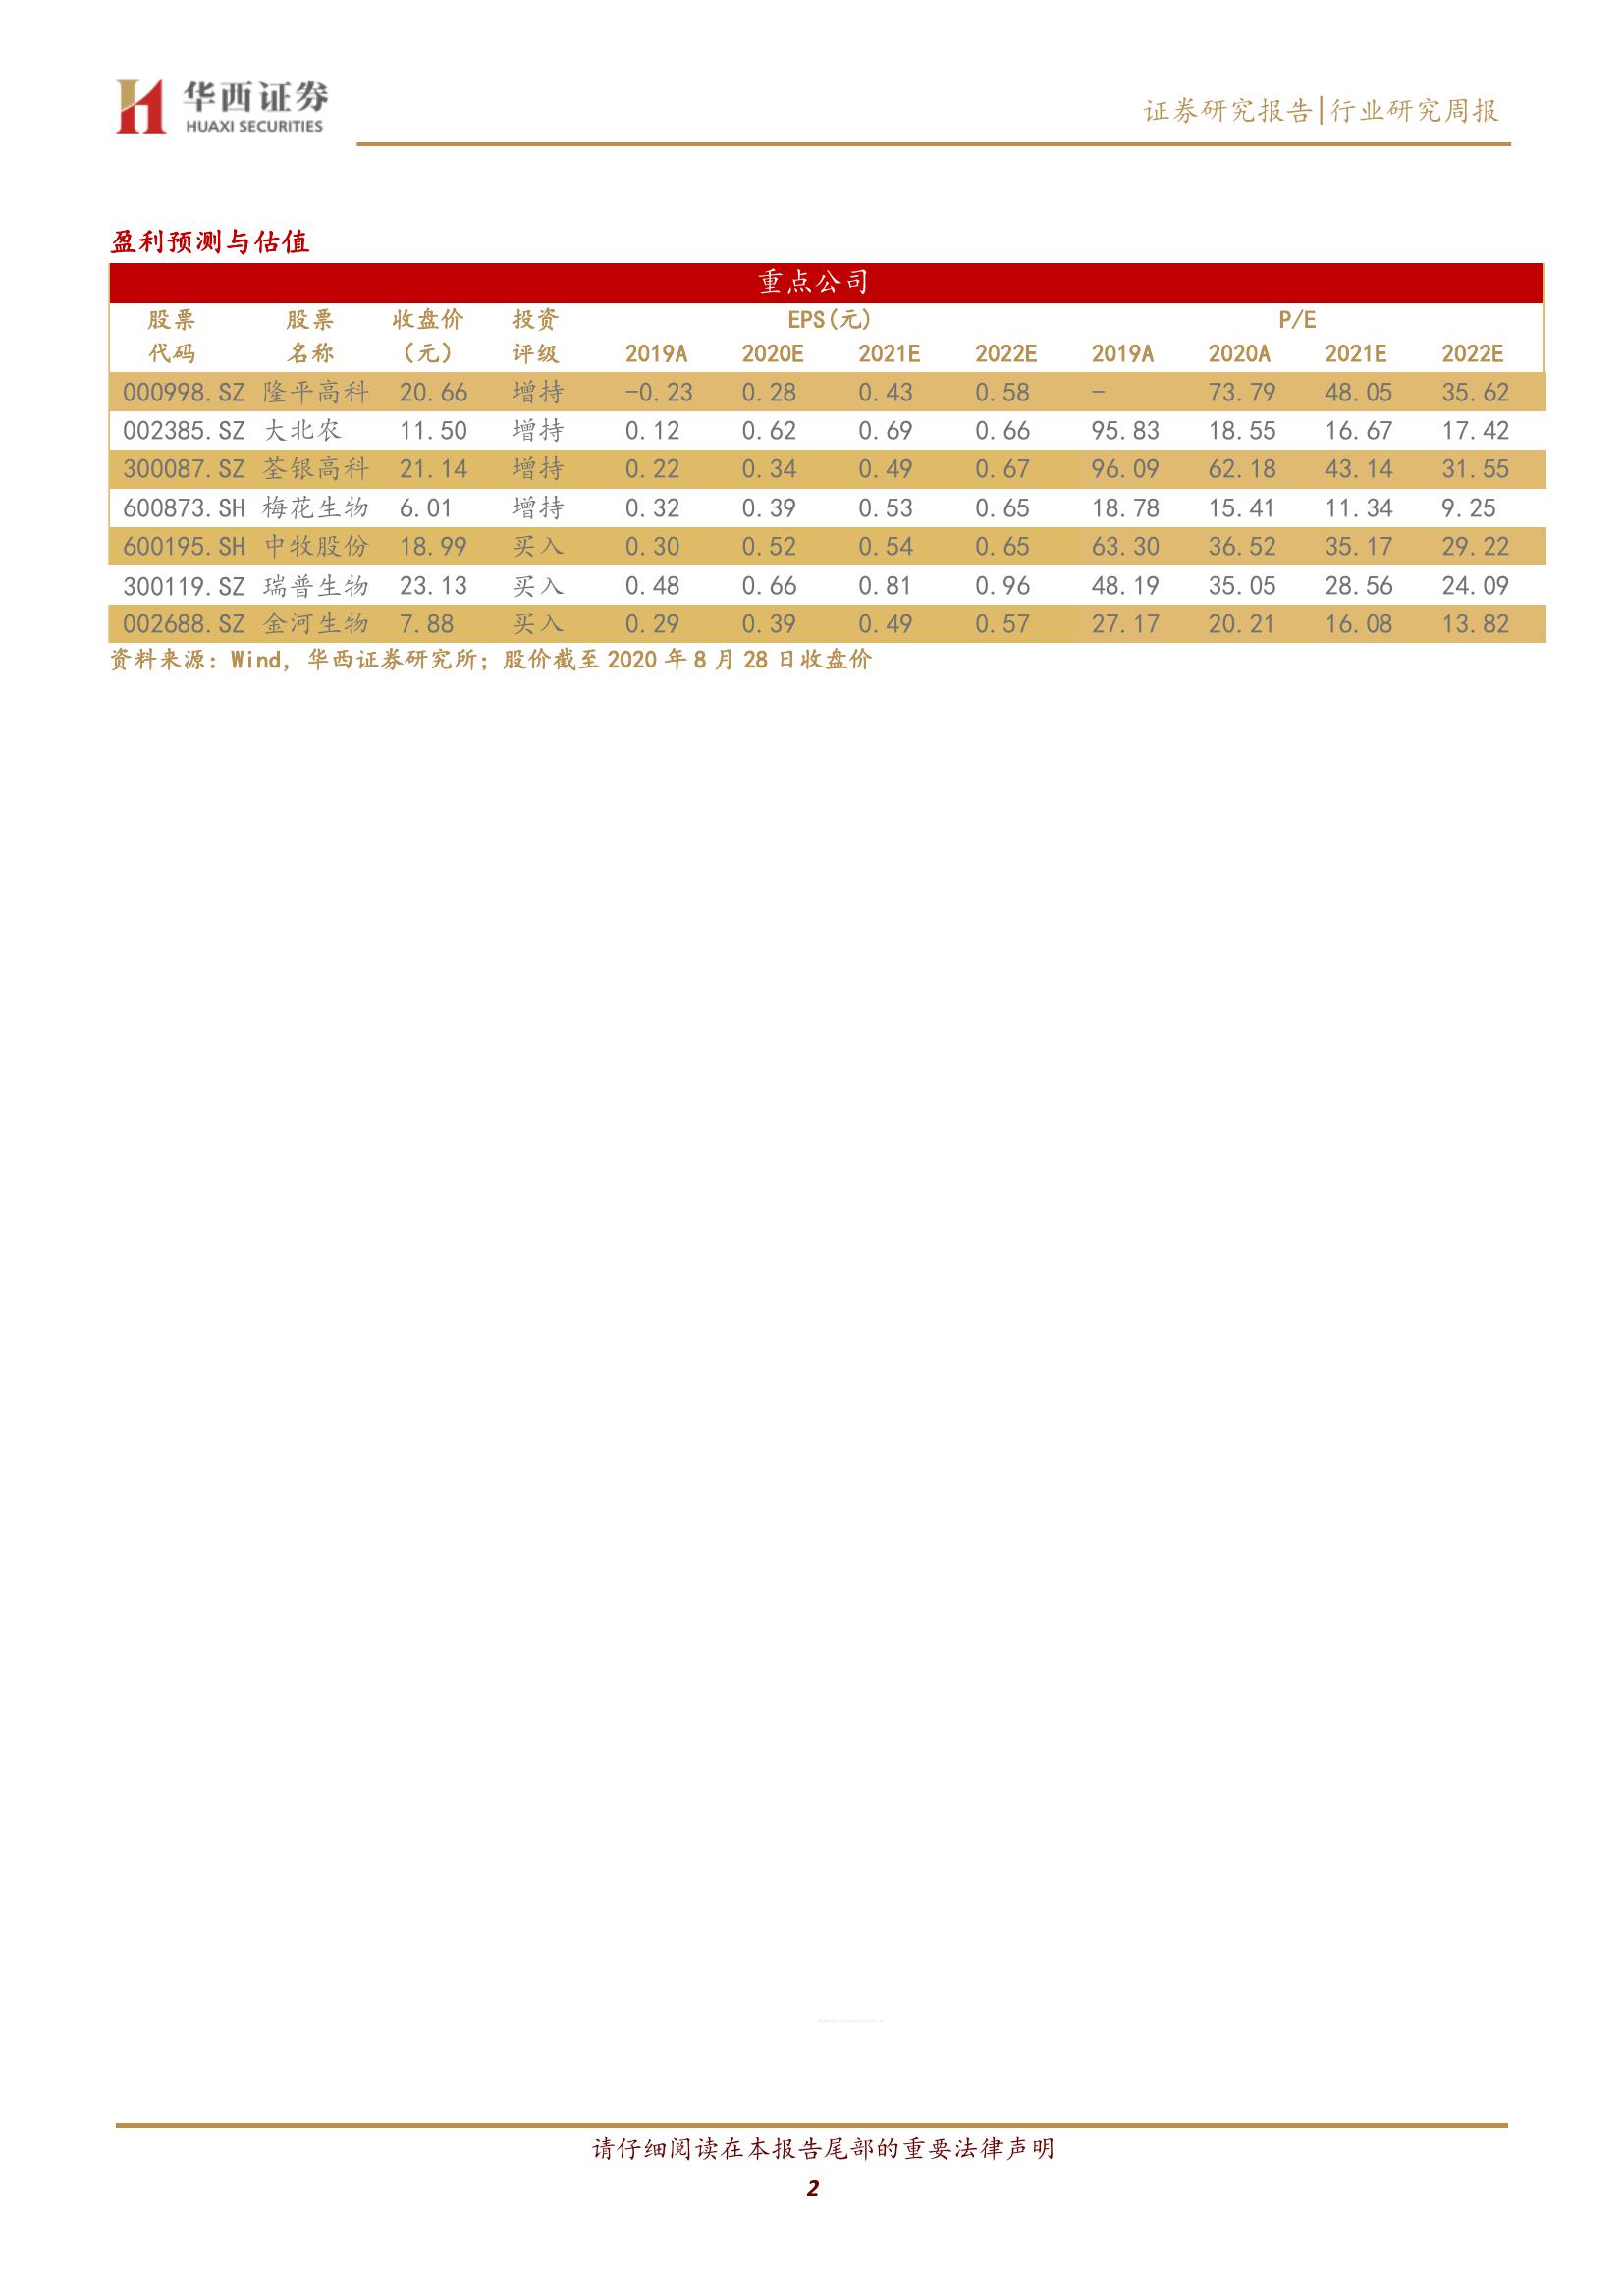 华西证券
HUAXI SECURITIES
证券研究报告|行业研究周报
盈利预测与估值
重点公司
股票 股票 收盘价 投资 EPS(元) P/E
代码 名称 （元） 评级 2019A 2020E 2021E 2022E 2019A 2020A 2021E 2022E
000998.SZ 隆平高科 20.66 增持 -0.23 0.28 0.43 0.58 - 73.79 48.05 35.62
002385.SZ 大北农 11.50 增持 0.12 0.62 0.69 0.66 95.83 18.55 16.67 17.42
300087.SZ 荃银高科 21.14 增持 0.22 0.34 0.49 0.67 96.09 62.18 43.14 31.55
600873.SH 梅花生物 6.01 增持 0.32 0.39 0.53 0.65 18.78 15.41 11.34 9.25
600195.SH 中牧股份 18.99 买入 0.30 0.52 0.54 0.65 63.30 36.52 35.17 29.22
300119.SZ 瑞普生物 23.13 买入 0.48 0.66 0.81 0.96 48.19 35.05 28.56 24.09
002688.SZ 金河生物 7.88 买入 0.29 0.39 0.49 0.57 27.17 20.21 16.08 13.82
资料来源：Wind，华西证券研究所；股价截至 2020 年 8 月 28 日收盘价
请仔细阅读在本报告尾部的重要法律声明
2